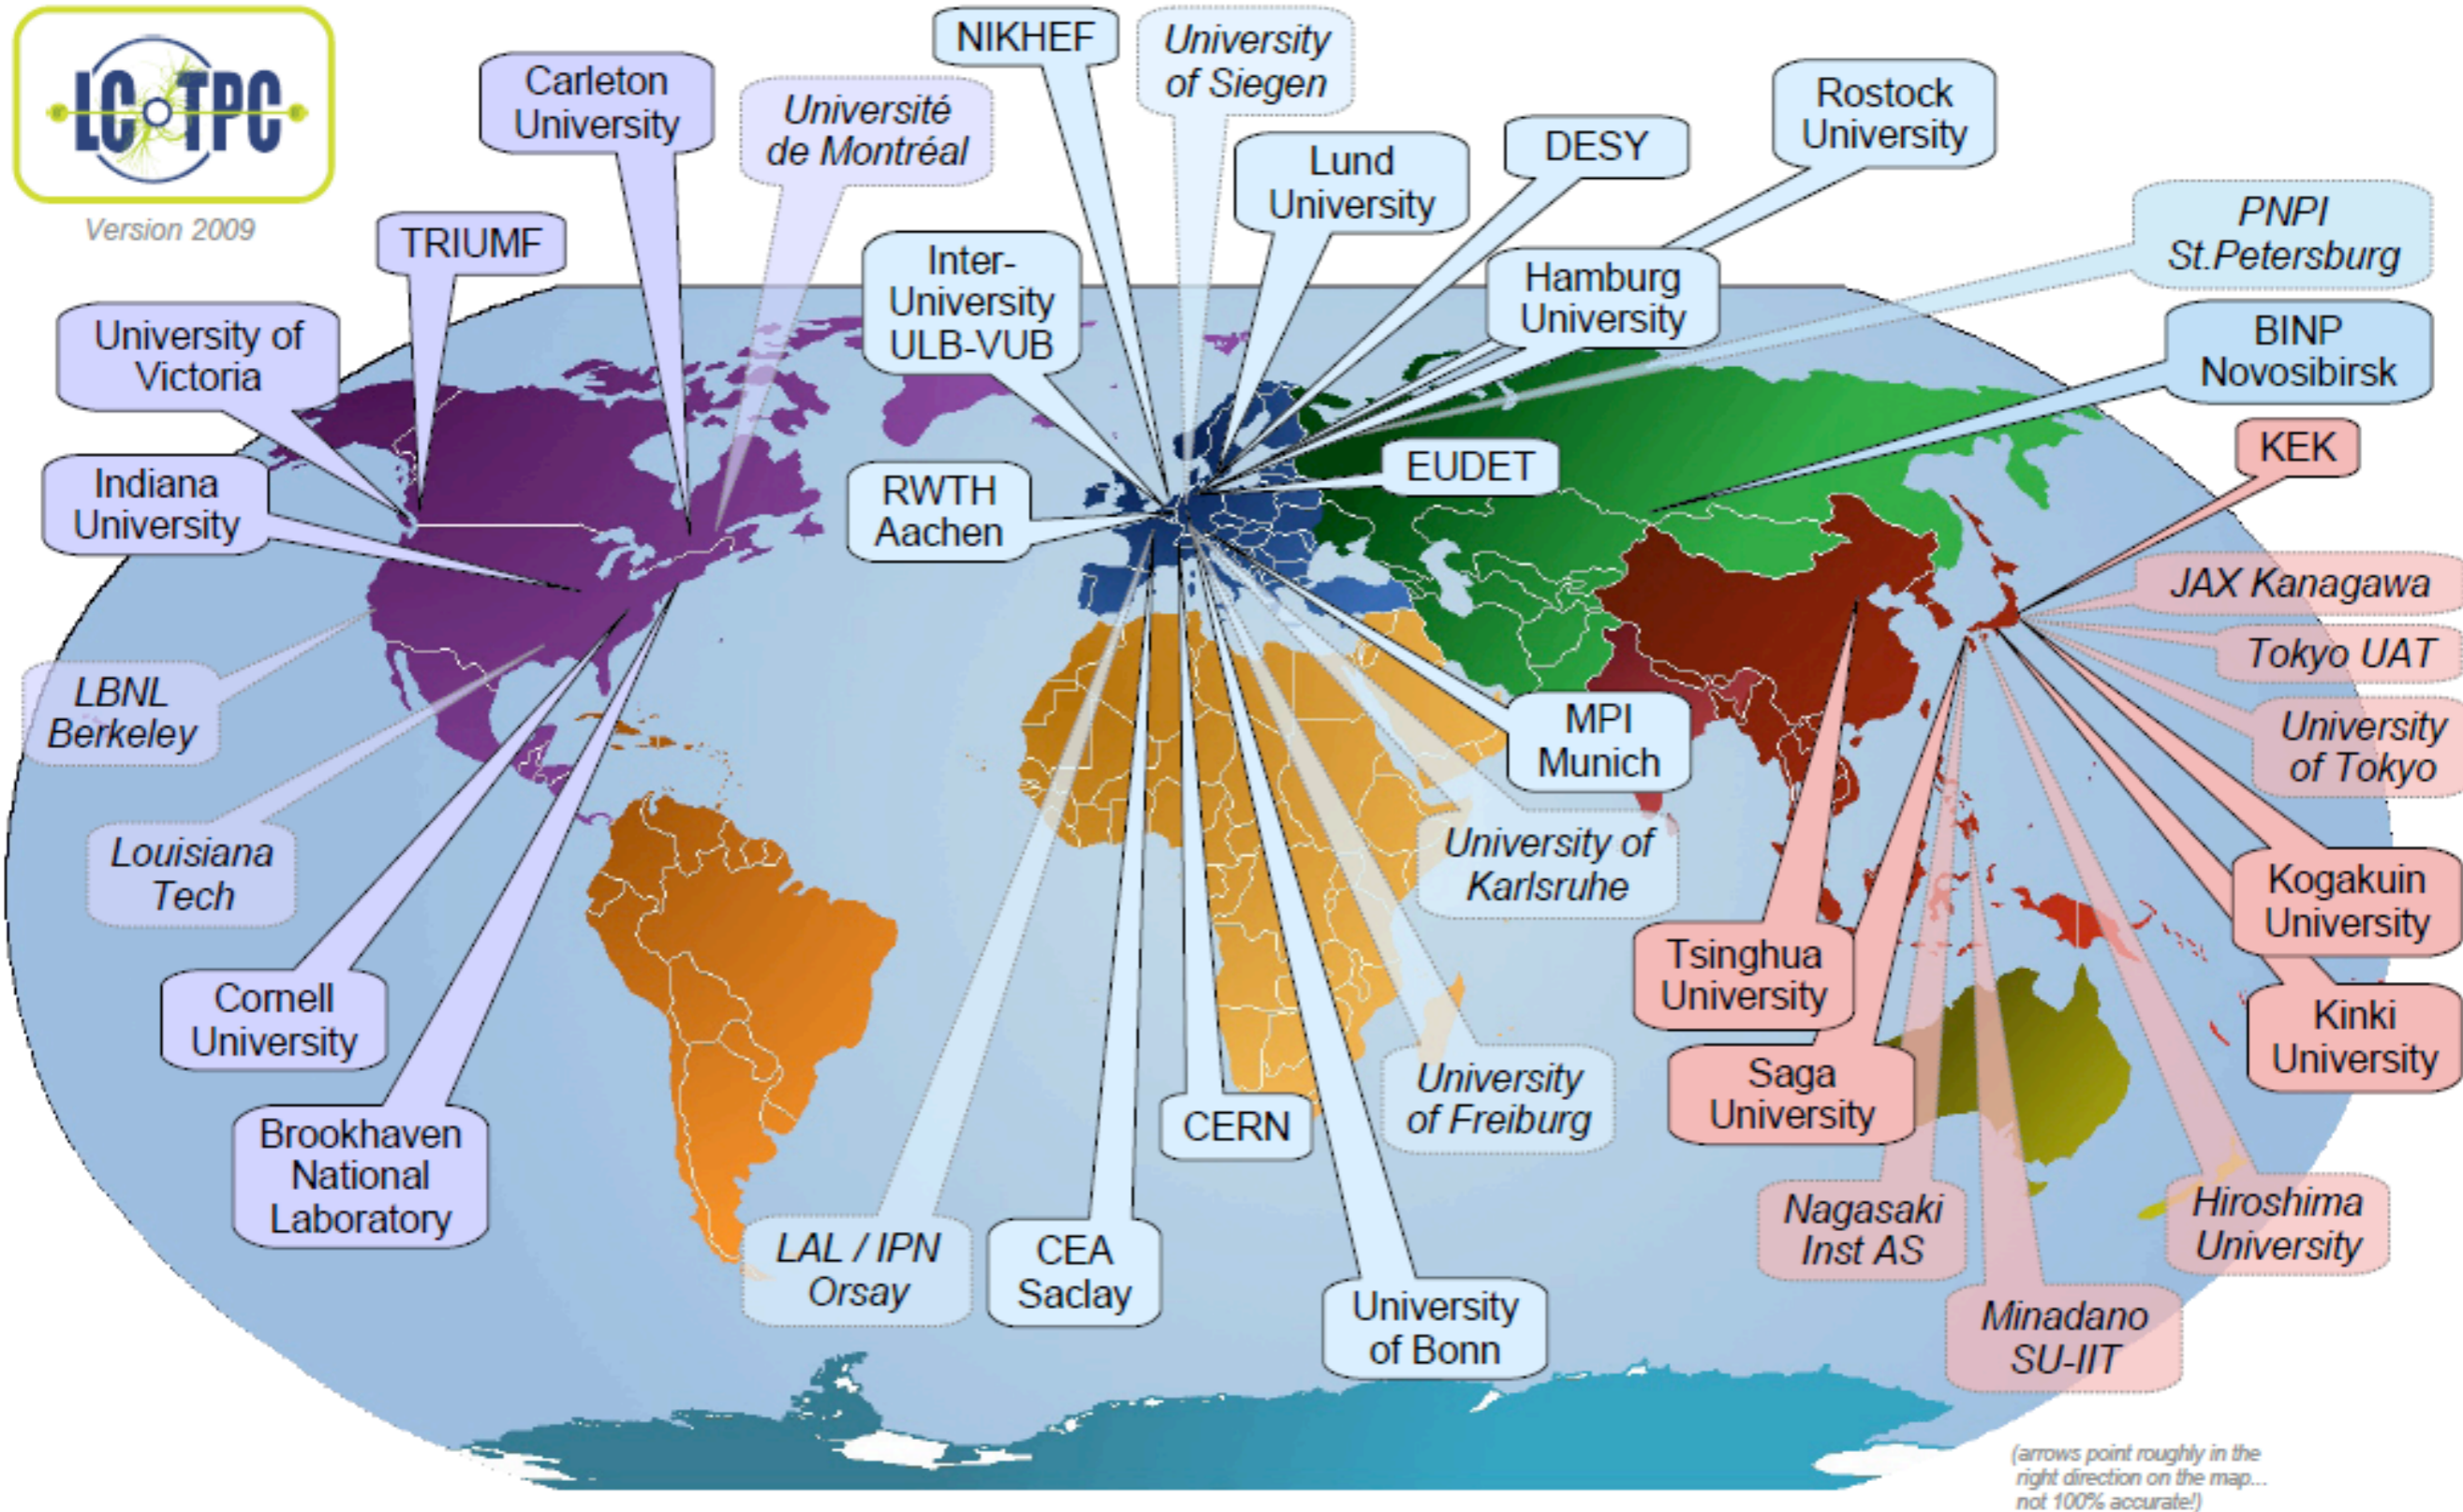 LC TPC
Version 2009
NIKHEF
University
of Siegen
Carleton
University
Université
de Montréal
Rostock
University
DESY
Lund
University
TRIUMF
PNPI
St.Petersburg
Inter-
University
ULB-VUB
Hamburg
University
University of
Victoria
BINP
Novosibirsk
KEK
EUDET
Indiana
University
RWTH
Aachen
JAX Kanagawa
Tokyo UAT
University
of Tokyo
LBNL
Berkeley
MPI
Munich
Louisiana
Tech
University of
Karlsruhe
Kogakuin
University
Tsinghua
University
Cornell
University
Kinki
University
Saga
University
University
of Freiburg
CERN
Brookhaven
National
Laboratory
Nagasaki
Inst AS
Hiroshima
University
LAL / IPN
Orsay
CEA
Saclay
University
of Bonn
Minadano
SU-IIT
(arrows point roughly in the
right direction on the map...
not 100% accurate!)